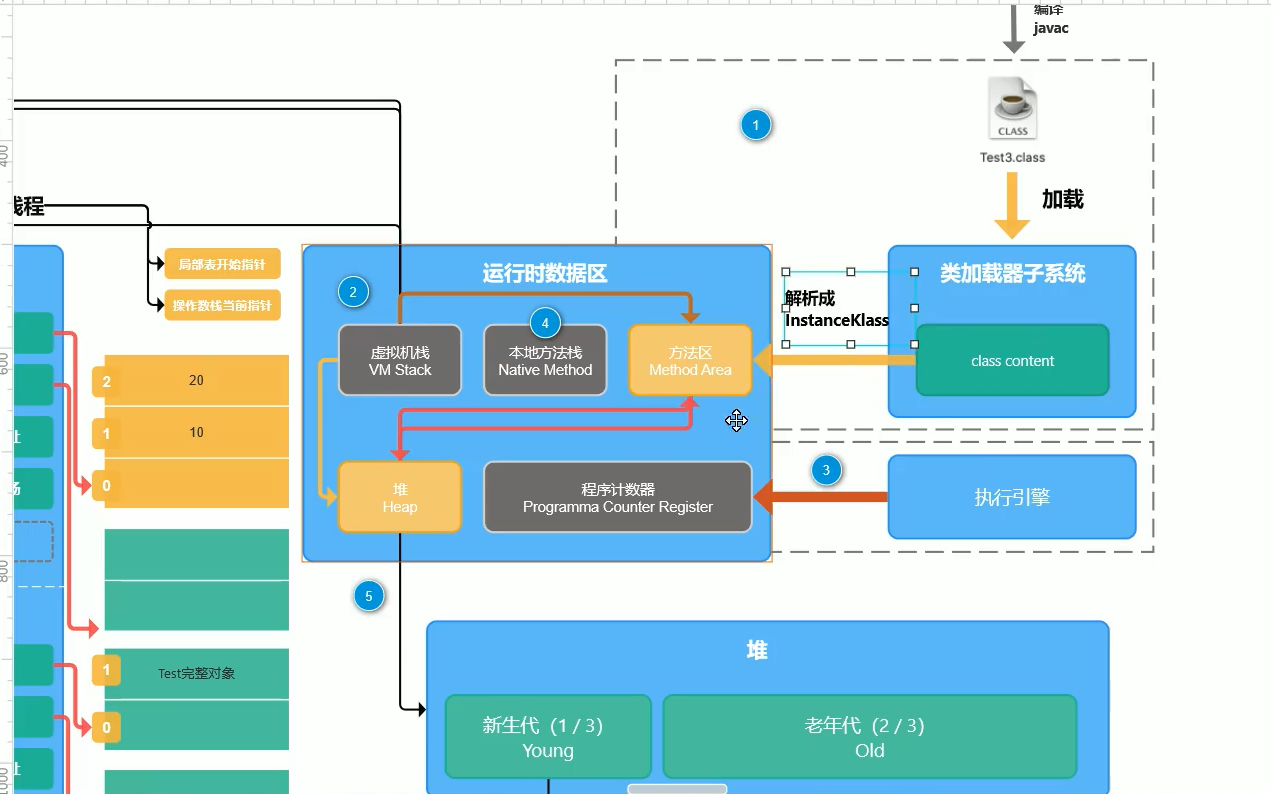 编译
javac
CLASS
Test3.class
加载
400
线程
局部表开始指针
操作数栈当前指针
运行时数据区
2
1
4
虚拟机栈
VM Stack
本地方法栈
Native Method
方法区
Method Area
解析成
InstanceKlass
类加载器子系统
class content
600
2
20
1
10
0
堆
Heap
程序计数器
Programma Counter Register
3
执行引擎
800
5
堆
1
Test完整对象
0
新生代（1 / 3）
Young
老年代（2 / 3）
Old
1000